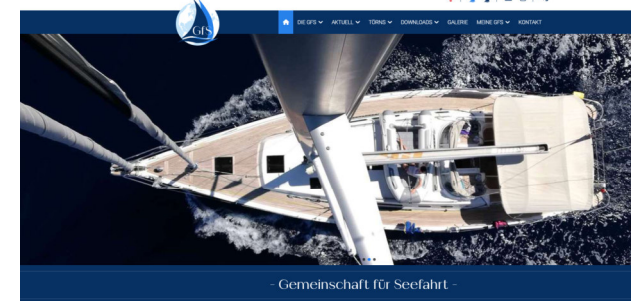 GFS
DIE GFS AKTUELL TÖRNS DOWNLOADS GALERIE MEINE GFS KONTAKT
- Gemeinschaft für Seefahrt -